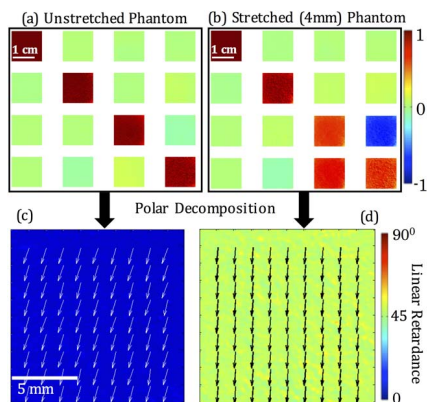 (a) Unstretched Phantom
(b) Stretched (4mm) Phantom
1 cm
1 cm
1
0
-1
Polar Decomposition
(c)
(d)
5 mm
90⁰
45
0
Linear Retardance